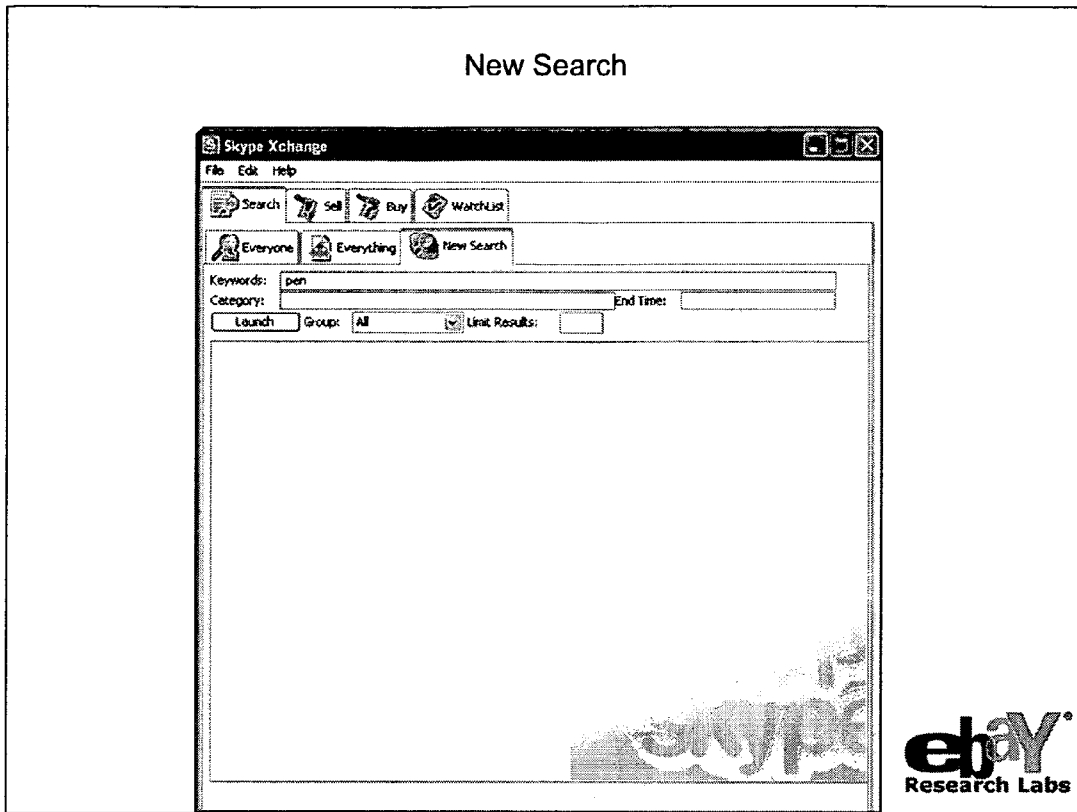 New Search
Skype Xchange
File Edit Help
Search Sell Buy WatchList
Everyone Everything New Search
Keywords: pen
Category: End Time:
Launch Group: All Limit Results:
skype
ebaY®
Research Labs